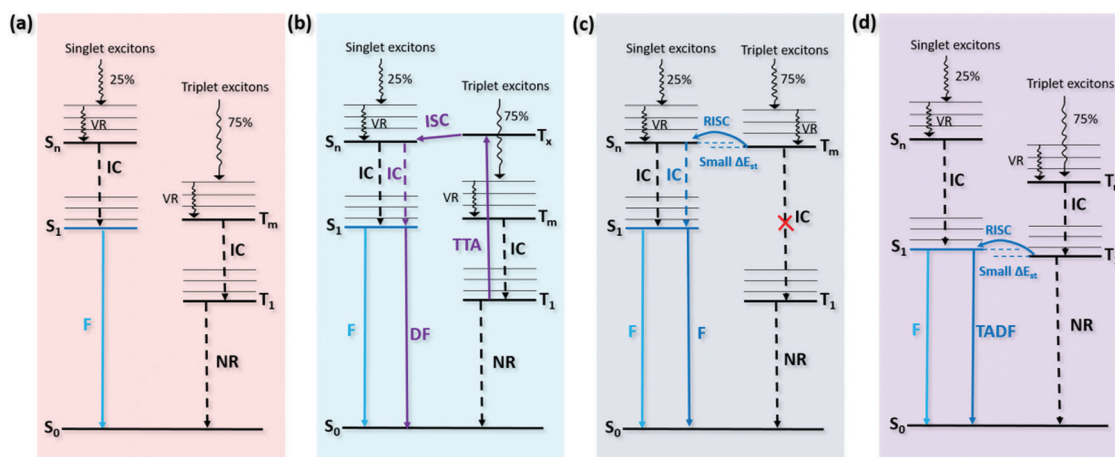 (a)
Singlet excitons
25%
VR
Sn
IC
S1
F
S0
Triplet excitons
75%
VR
Tm
IC
T1
NR
(b)
Singlet excitons
25%
VR
Sn
IC
IC
S1
F
DF
ISC
Triplet excitons
75%
Tx
VR
Tm
TTA
IC
T1
NR
(c)
Singlet excitons
25%
VR
IC
IC
F
F
RISC
Small ΔEst
Triplet excitons
75%
VR
Tm
IC
T1
NR
Sn
S1
S0
(d)
Singlet excitons
25%
VR
Sn
IC
S1
F
TADF
RISC
Small ΔEst
Triplet excitons
75%
VR
IC
NR
S0